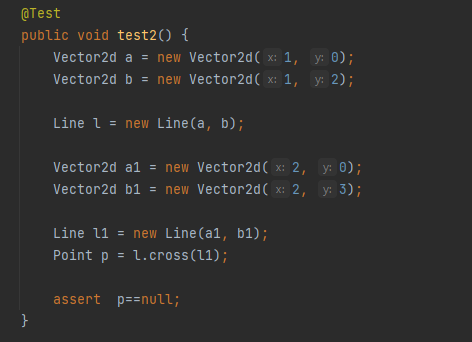 @Test
public void test2() {
    Vector2d a = new Vector2d( x: 1, y: 0);
    Vector2d b = new Vector2d( x: 1, y: 2);

    Line l = new Line(a, b);

    Vector2d a1 = new Vector2d( x: 2, y: 0);
    Vector2d b1 = new Vector2d( x: 2, y: 3);

    Line l1 = new Line(a1, b1);
    Point p = l.cross(l1);

    assert  p==null;
}